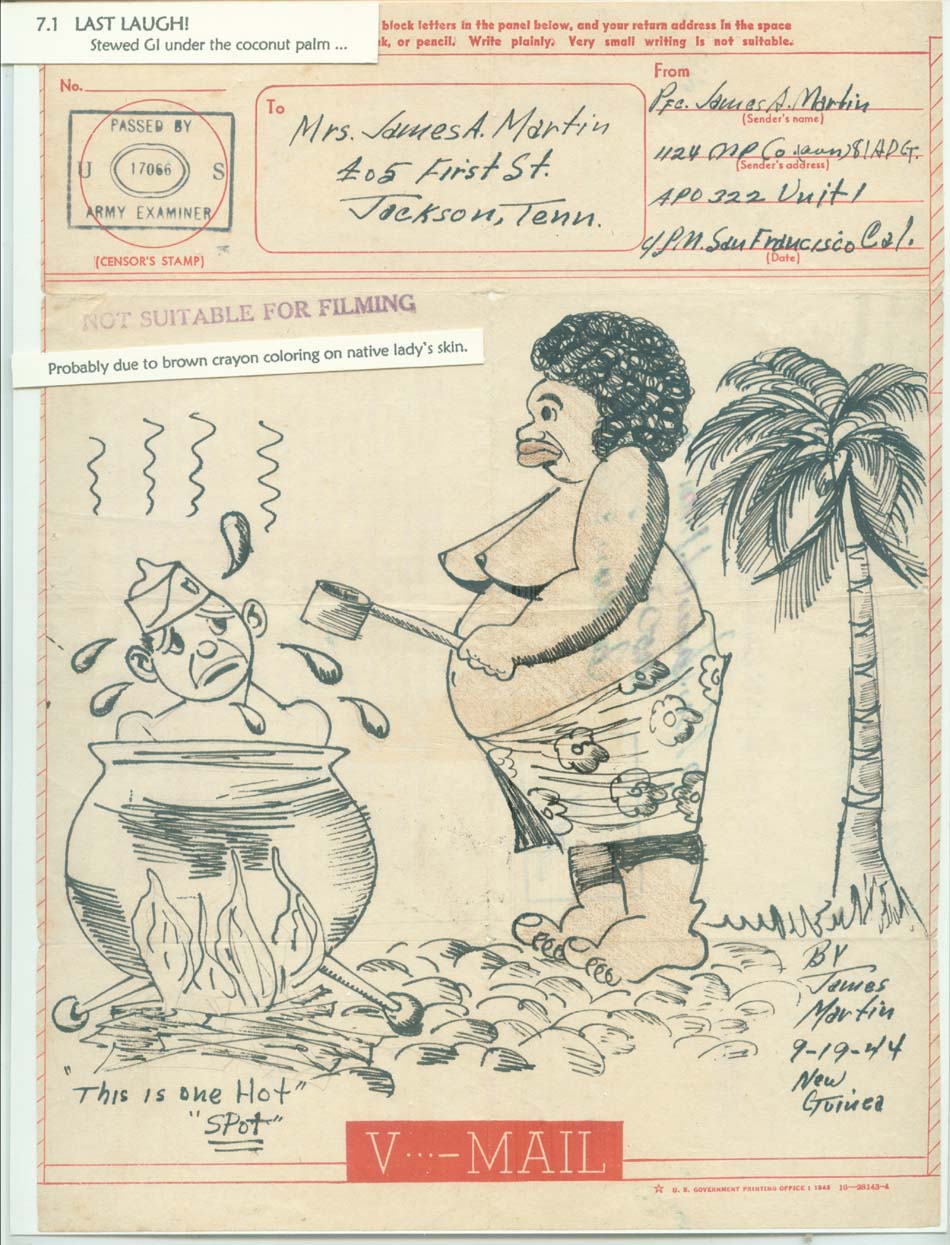 7.1 LAST LAUGH!
Stewed GI under the coconut palm ...
block letters in the panel below, and your return address in the space
or pencil. Write plainly. Very small writing is not suitable.
No.
PASSED BY
U 17066 S
ARMY EXAMINER
(CENSOR'S STAMP)
To
Mrs. James A. Martin
405 First St.
Jackson, Tenn.
From
Pfc. James A. Martin
(Sender's name)
1124 MP Co
(Sender's address)
APO 322 Unit 1
San Francisco Cal.
(Date)
NOT SUITABLE FOR FILMING
Probably due to brown crayon coloring on native lady's skin.
BY
James
Martin
9-19-44
New
Guinea
"This is one Hot"
"SPot"
V···— MAIL
☆ U. S. GOVERNMENT PRINTING OFFICE : 1943 16—28143-4